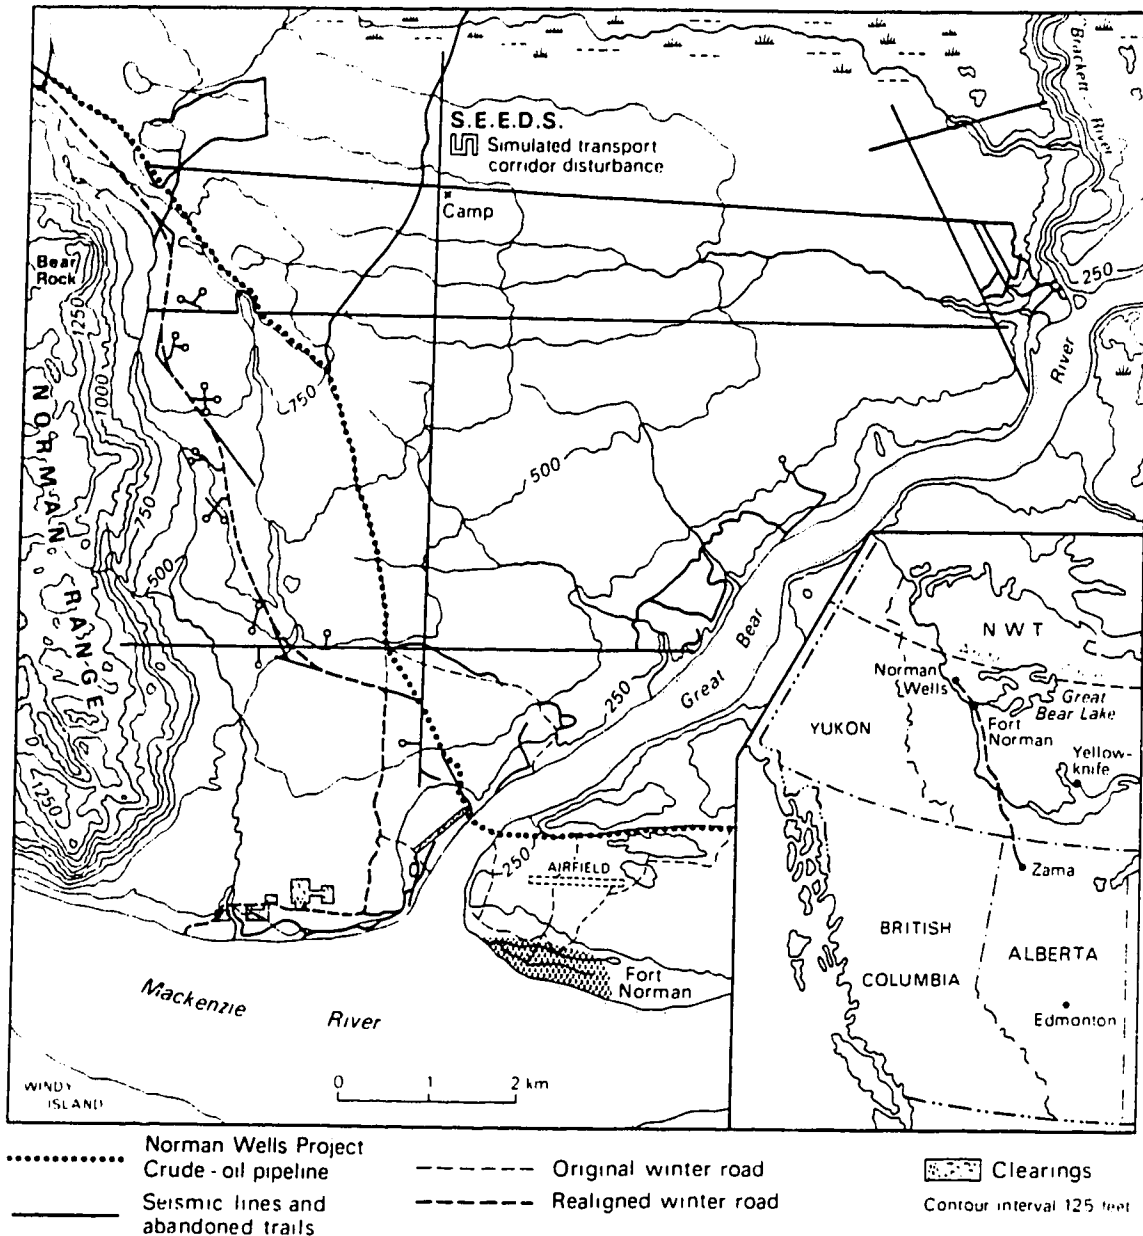 S.E.E.D.S.
Simulated transport
corridor disturbance
Camp
Brackett River
Bear
Rock
1250
1000
750
500
NORMAN RANGE
1250
750
500
250
River
Great Bear
250
250
AIRFIELD
Fort
Norman
Mackenzie River
WINDY
ISLAND
0 1 2 km
NWT
Norman
Wells
Great
Bear Lake
Fort
Norman
YUKON
Yellow-
knife
Zama
BRITISH
COLUMBIA
ALBERTA
Edmonton
Norman Wells Project
Crude-oil pipeline
Seismic lines and
abandoned trails
Original winter road
Realigned winter road
Clearings
Contour interval 125 feet